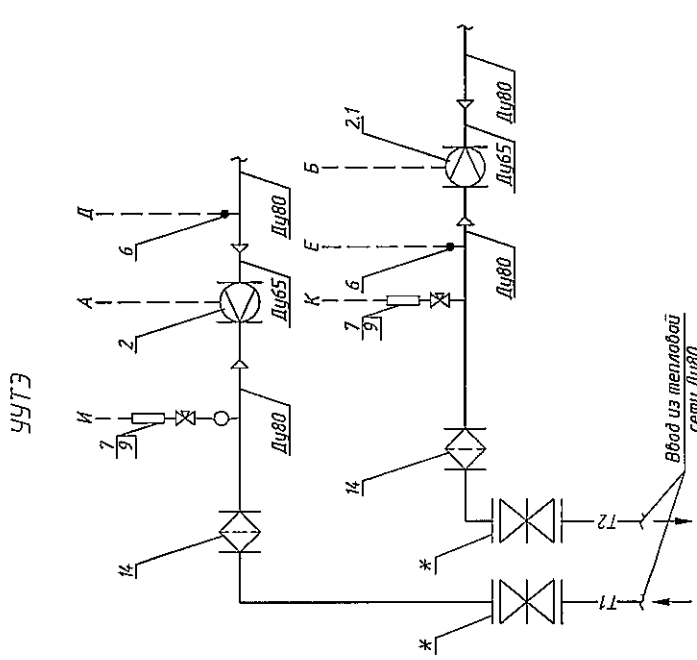 УУТЭ
И
А
Д
7
9
2
6
14
Ду80
Ду65
Ду80
К
Е
Б
7
9
6
2.1
14
Ду80
Ду65
Ду80
*
*
Т1
Т2
Ввод из тепловой
сети Ду80